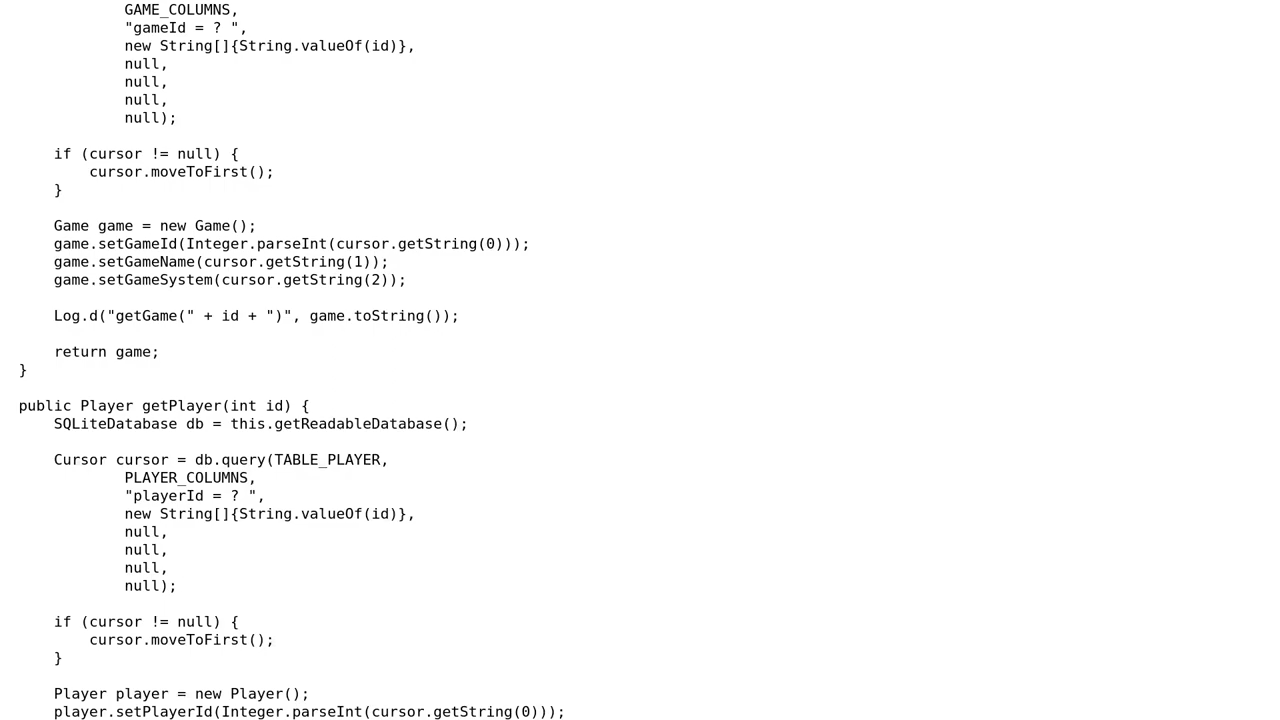 GAME_COLUMNS,
            "gameId = ? ",
            new String[]{String.valueOf(id)},
            null,
            null,
            null,
            null);

    if (cursor != null) {
        cursor.moveToFirst();
    }

    Game game = new Game();
    game.setGameId(Integer.parseInt(cursor.getString(0)));
    game.setGameName(cursor.getString(1));
    game.setGameSystem(cursor.getString(2));

    Log.d("getGame(" + id + ")", game.toString());

    return game;
}

public Player getPlayer(int id) {
    SQLiteDatabase db = this.getReadableDatabase();

    Cursor cursor = db.query(TABLE_PLAYER,
            PLAYER_COLUMNS,
            "playerId = ? ",
            new String[]{String.valueOf(id)},
            null,
            null,
            null,
            null);

    if (cursor != null) {
        cursor.moveToFirst();
    }

    Player player = new Player();
    player.setPlayerId(Integer.parseInt(cursor.getString(0)));